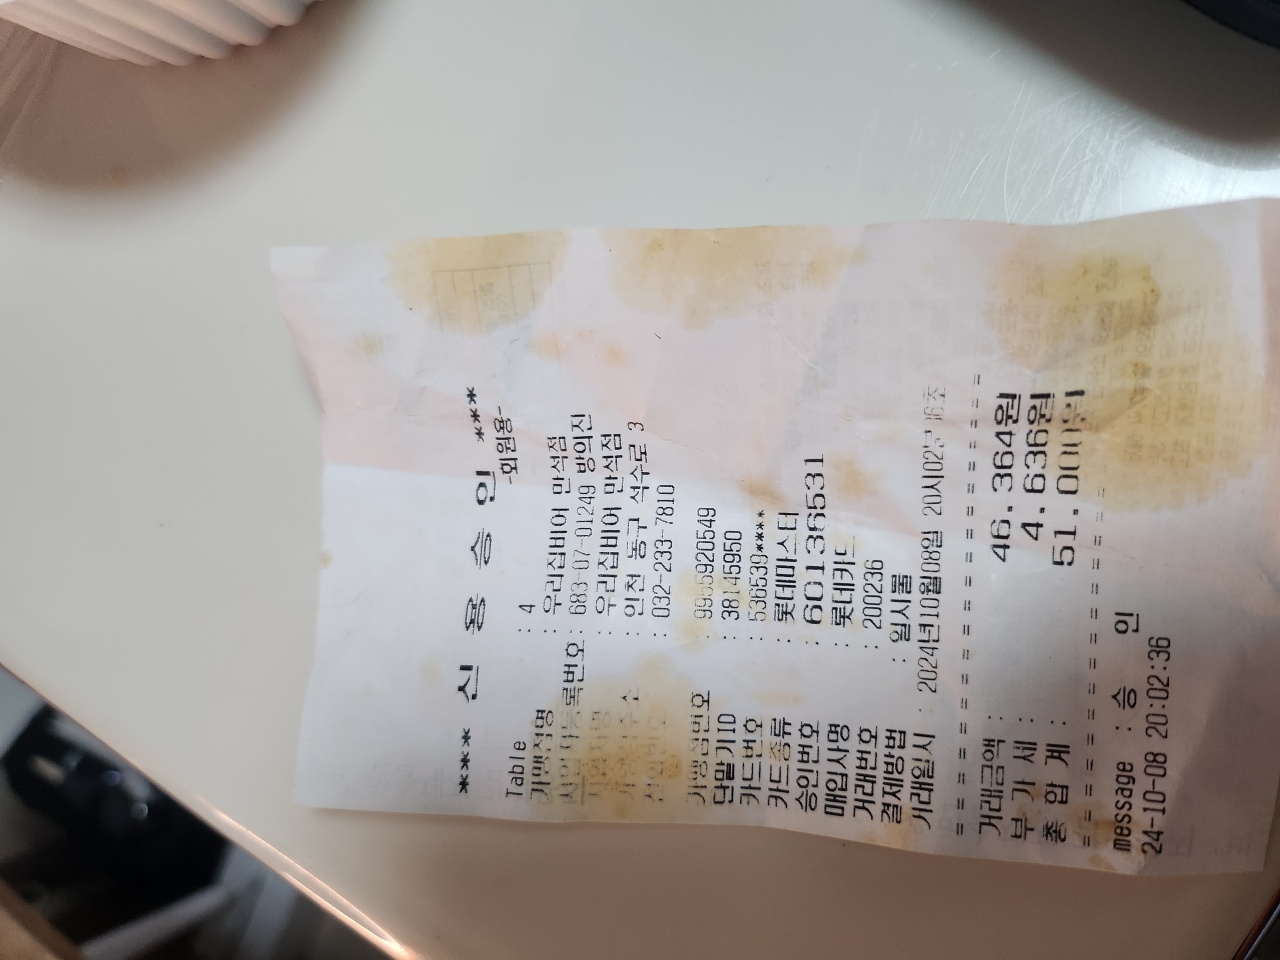 *** 신 용 승 인 ***
-회원용-
Table : 4
가맹점명 : 우리집비어 만석점
록번호: 683-07-01249 방의진
: 우리집비어 만석점
소 : 인천 동구 석수로 3
: 032-233-7810
가맹점번호 : 9955920549
단말기ID : 38145950
카드번호 : 536539****
카드종류 : 롯데마스터
승인번호 : 60136531
매입사명 : 롯데카드
거래번호 : 200236
결제방법 : 일시불
거래일시 : 2024년10월08일 20시02분
거래금액 : 46.364원
부 가 세 : 4.636원
총 합 계 : 51.000원
message : 승 인
24-10-08 20:02:36